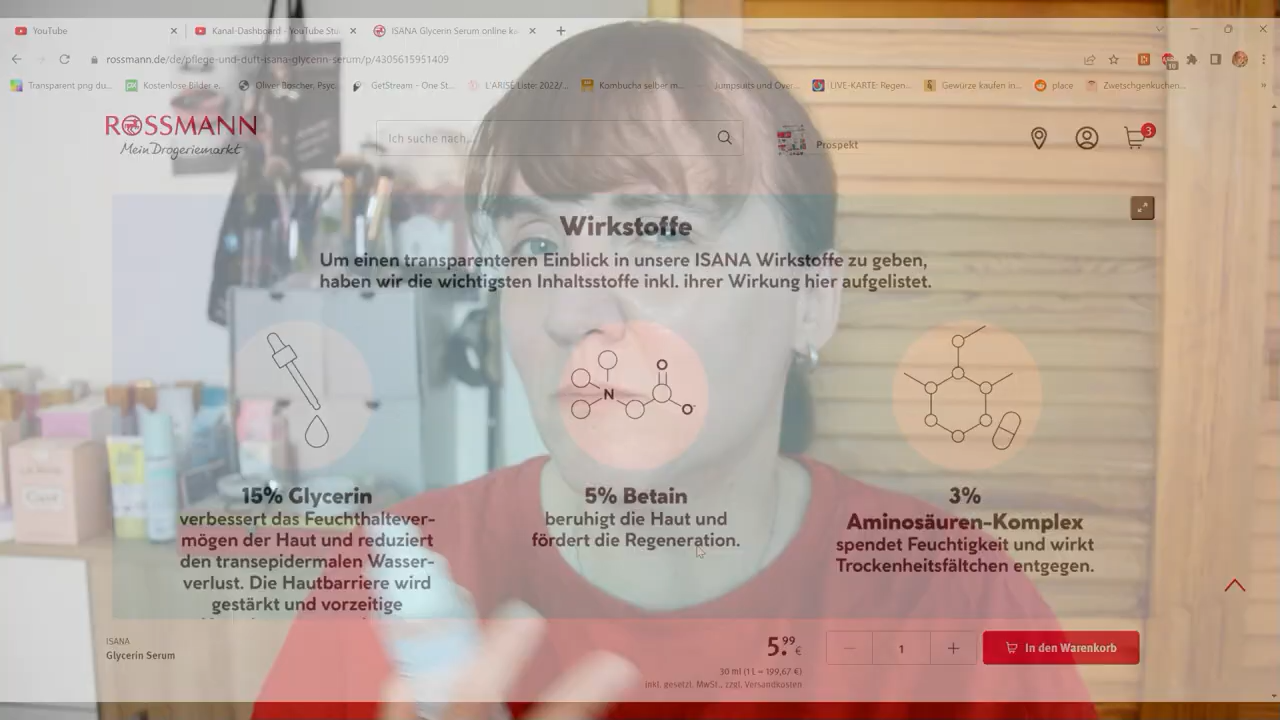 YouTube
Kanal-Dashboard - YouTube Stu
ISANA Glycerin Serum online ka
rossmann.de/de/pflege-und-duft-isana-glycerin-serum/p/4305615951409
Transparent png du...
Kostenlose Bilder e...
Oliver Boscher, Psyc...
GetStream - One St...
L'ARISÉ Liste: 2022/...
Kombucha selber m...
Jumpsuits und Over...
LIVE-KARTE: Regen...
Gewürze kaufen in...
place
Zwetschgenkuchen...
ROSSMANN
Mein Drogeriemarkt
Ich suche nach...
Prospekt
3
Wirkstoffe
Um einen transparenteren Einblick in unsere ISANA Wirkstoffe zu geben,
haben wir die wichtigsten Inhaltsstoffe inkl. ihrer Wirkung hier aufgelistet.
N
O
O-
15% Glycerin
verbessert das Feuchthaltever-
mögen der Haut und reduziert
den transepidermalen Wasser-
verlust. Die Hautbarriere wird
gestärkt und vorzeitige
5% Betain
beruhigt die Haut und
fördert die Regeneration.
3%
Aminosäuren-Komplex
spendet Feuchtigkeit und wirkt
Trockenheitsfältchen entgegen.
ISANA
Glycerin Serum
5.99 €
30 ml (1 L = 199,67 €)
inkl. gesetzl. MwSt., zzgl. Versandkosten
1
In den Warenkorb